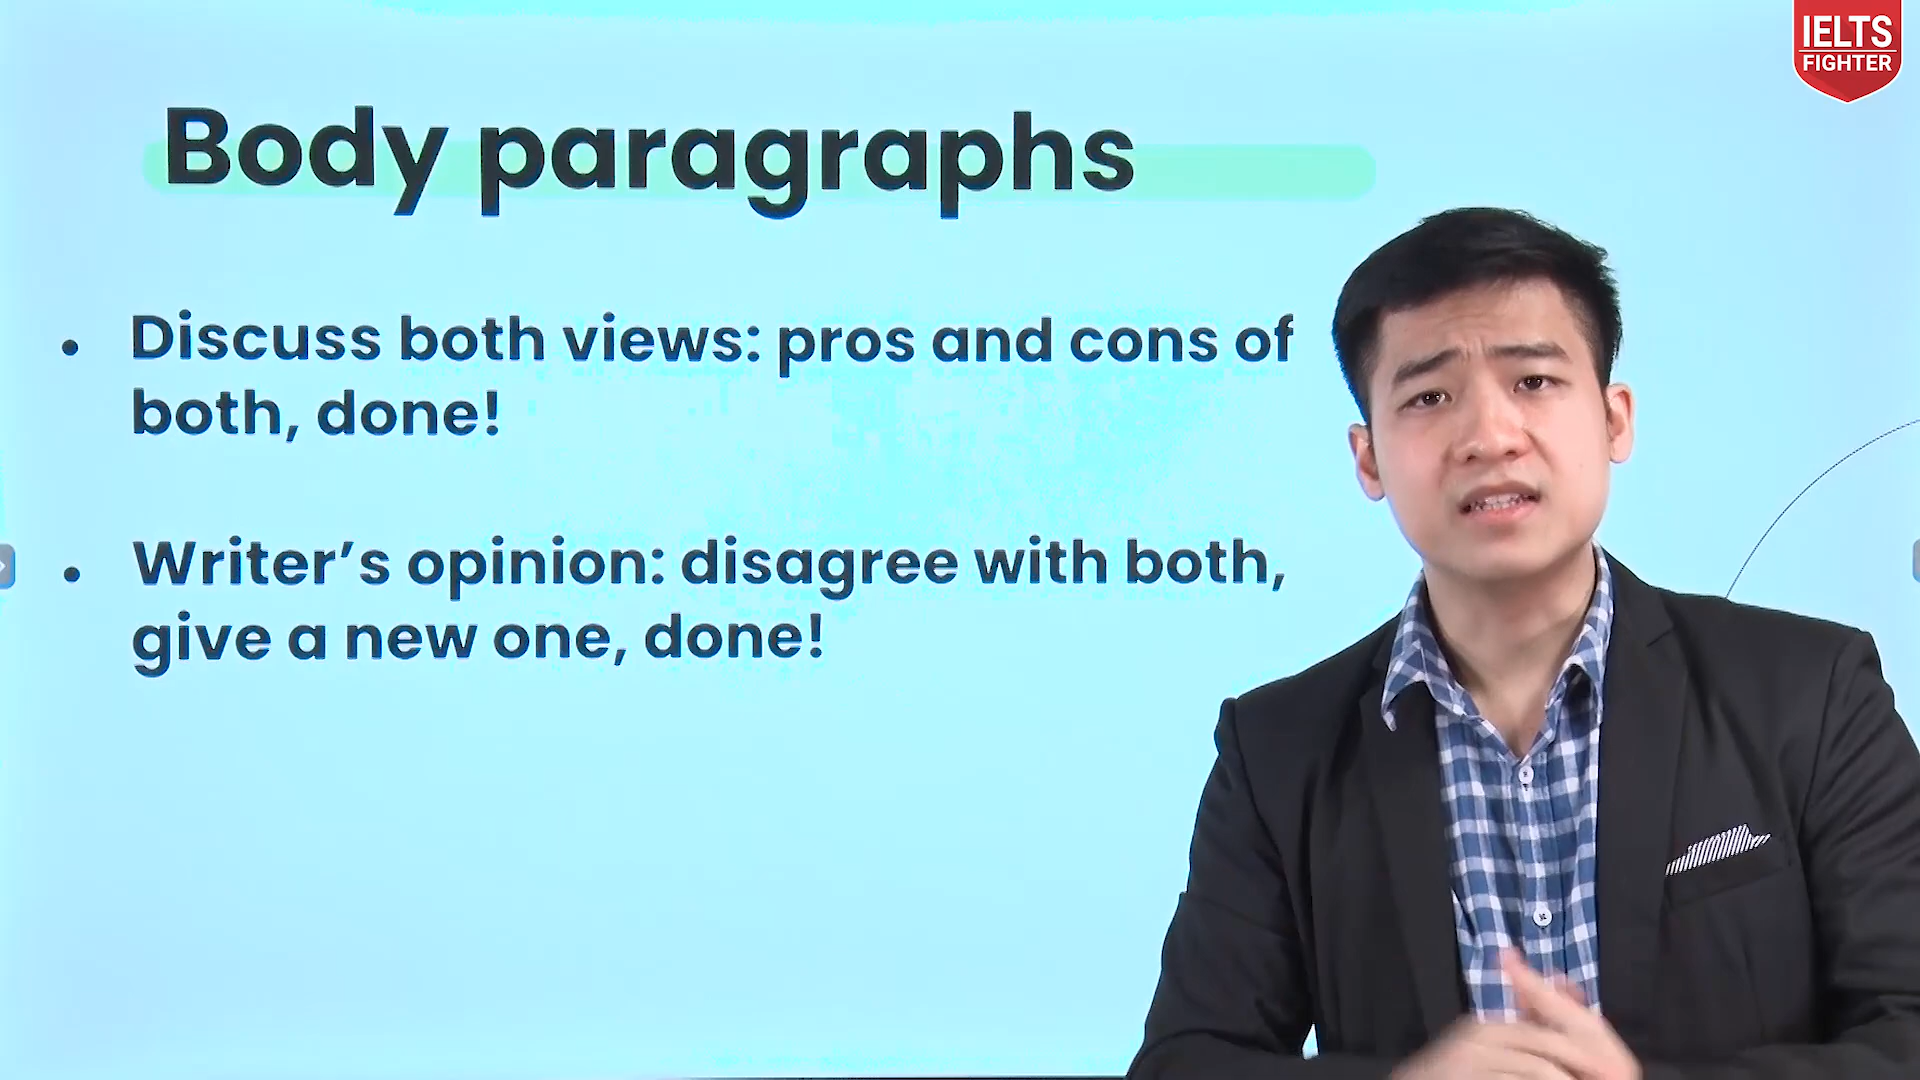 IELTS
FIGHTER
Body paragraphs
• Discuss both views: pros and cons of
both, done!
• Writer’s opinion: disagree with both,
give a new one, done!